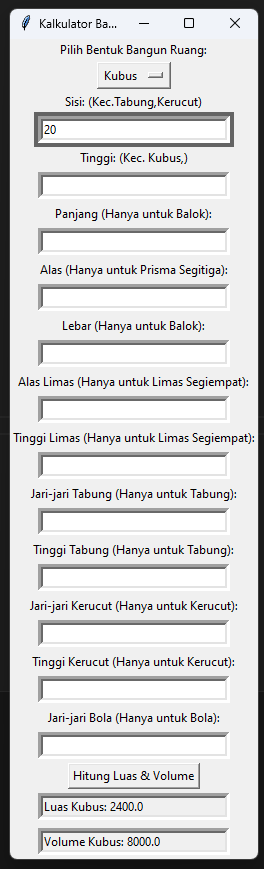 Kalkulator Ba...
Pilih Bentuk Bangun Ruang:
Kubus
Sisi: (Kec.Tabung,Kerucut)
20
Tinggi: (Kec. Kubus,)
Panjang (Hanya untuk Balok):
Alas (Hanya untuk Prisma Segitiga):
Lebar (Hanya untuk Balok):
Alas Limas (Hanya untuk Limas Segiempat):
Tinggi Limas (Hanya untuk Limas Segiempat):
Jari-jari Tabung (Hanya untuk Tabung):
Tinggi Tabung (Hanya untuk Tabung):
Jari-jari Kerucut (Hanya untuk Kerucut):
Tinggi Kerucut (Hanya untuk Kerucut):
Jari-jari Bola (Hanya untuk Bola):
Hitung Luas & Volume
Luas Kubus: 2400.0
Volume Kubus: 8000.0